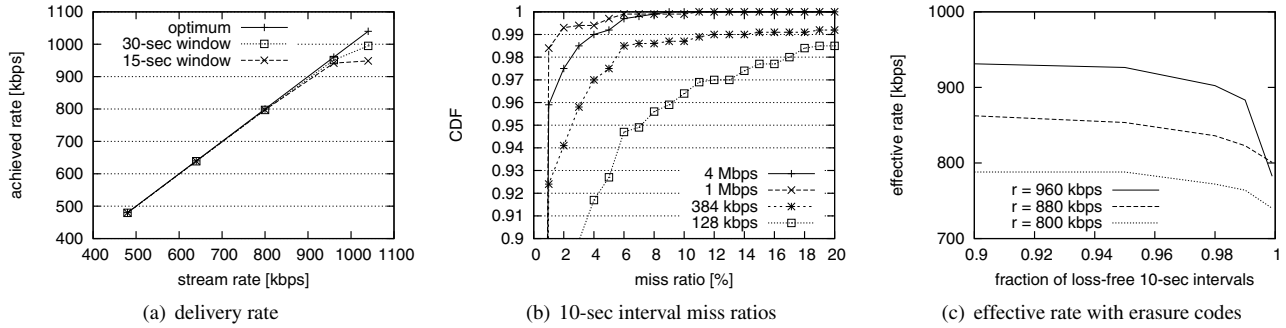 achieved rate [kbps]
1100
1000
900
800
700
600
500
400
optimum
30-sec window
15-sec window
400 500 600 700 800 900 1000 1100
stream rate [kbps]
(a) delivery rate
CDF
1
0.99
0.98
0.97
0.96
0.95
0.94
0.93
0.92
0.91
0.9
4 Mbps
1 Mbps
384 kbps
128 kbps
0 2 4 6 8 10 12 14 16 18 20
miss ratio [%]
(b) 10-sec interval miss ratios
effective rate [kbps]
1000
900
800
700
r = 960 kbps
r = 880 kbps
r = 800 kbps
0.9 0.92 0.94 0.96 0.98 1
fraction of loss-free 10-sec intervals
(c) effective rate with erasure codes